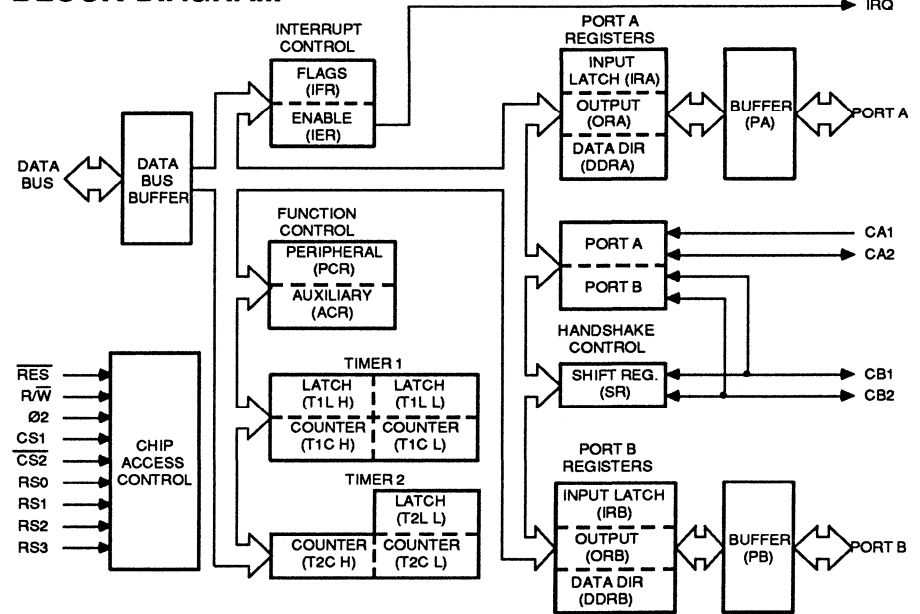 BLOCK DIAGRAM
IRQ
INTERRUPT
CONTROL
FLAGS
(IFR)
ENABLE
(IER)
PORT A
REGISTERS
INPUT
LATCH (IRA)
OUTPUT
(ORA)
DATA DIR
(DDRA)
BUFFER
(PA)
PORT A
DATA
BUS
DATA
BUS
BUFFER
FUNCTION
CONTROL
PERIPHERAL
(PCR)
AUXILIARY
(ACR)
PORT A
PORT B
CA1
CA2
HANDSHAKE
CONTROL
SHIFT REG.
(SR)
CB1
CB2
RES
R/W
Ø2
CS1
CS2
RS0
RS1
RS2
RS3
CHIP
ACCESS
CONTROL
TIMER 1
LATCH
(T1L H)
LATCH
(T1L L)
COUNTER
(T1C H)
COUNTER
(T1C L)
TIMER 2
LATCH
(T2L L)
COUNTER
(T2C H)
COUNTER
(T2C L)
PORT B
REGISTERS
INPUT LATCH
(IRB)
OUTPUT
(ORB)
DATA DIR
(DDRB)
BUFFER
(PB)
PORT B